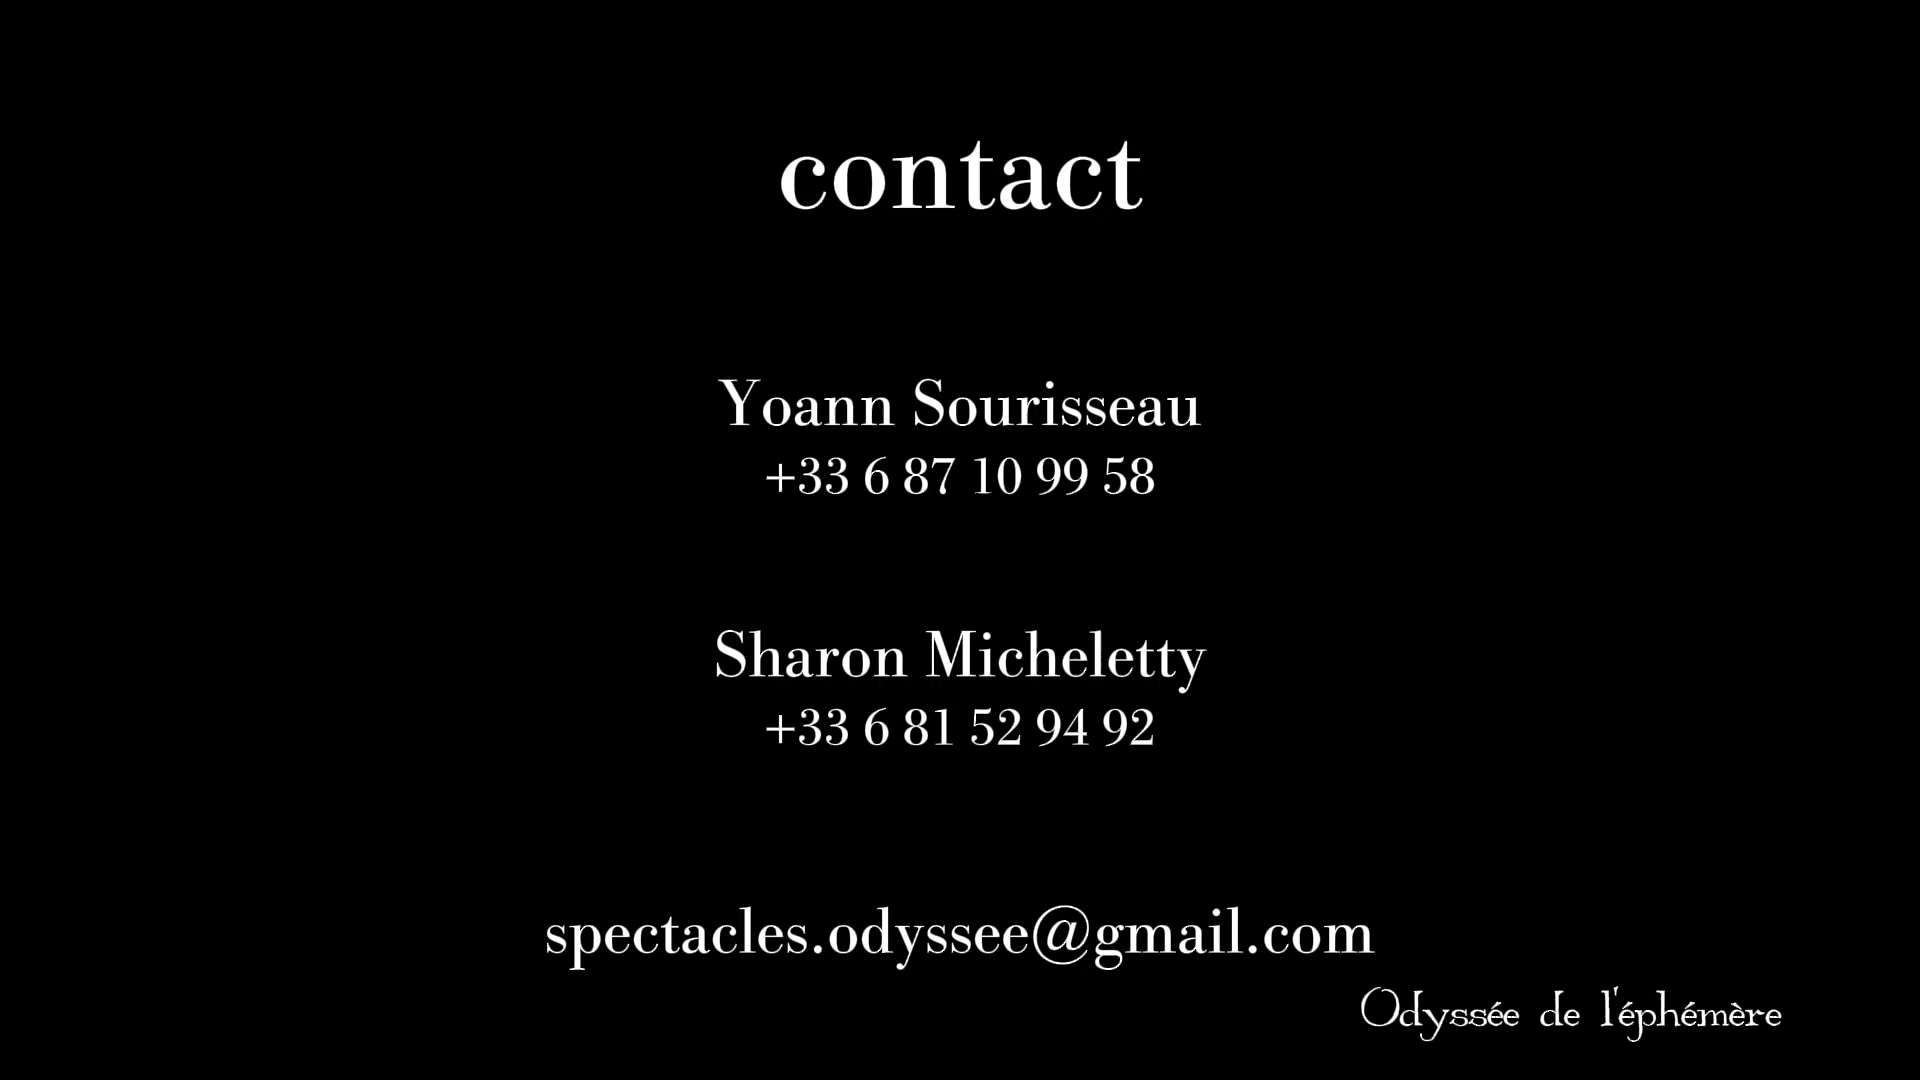 contact
Yoann Sourisseau
+33 6 87 10 99 58
Sharon Micheletty
+33 6 81 52 94 92
spectacles.odyssee@gmail.com
Odyssée de l'éphémère